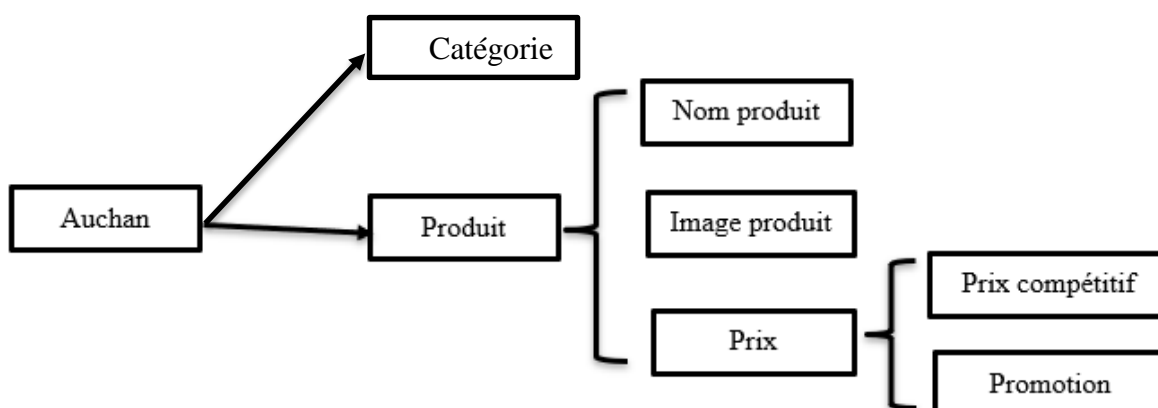 Catégorie
Nom produit
Auchan
Produit
Image produit
Prix compétitif
Prix
Promotion